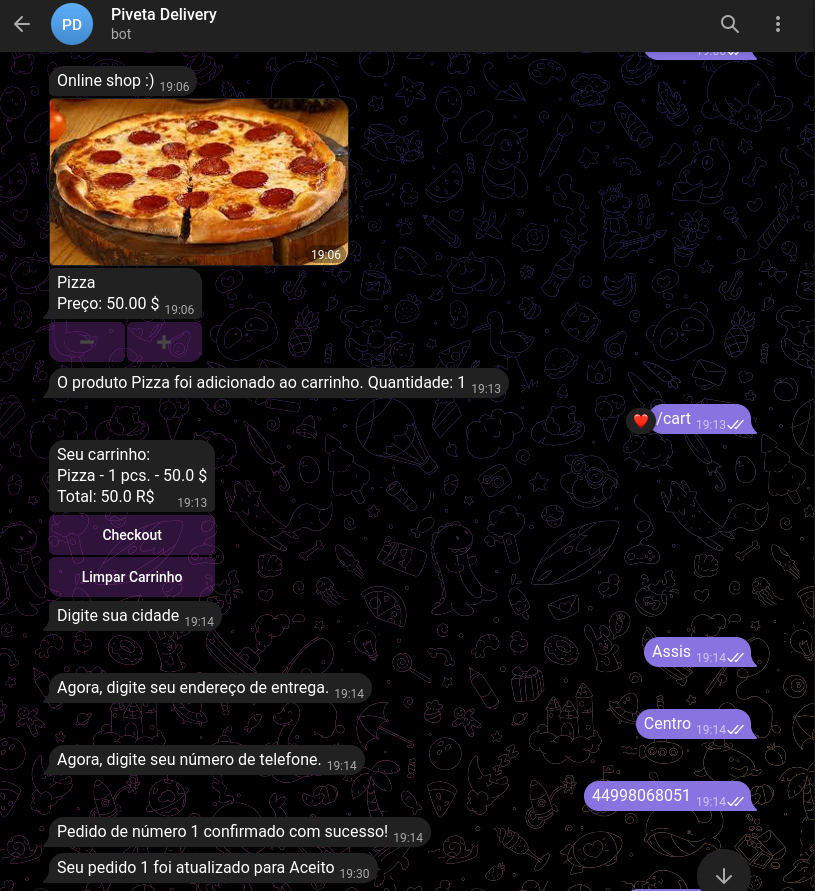 PD
Piveta Delivery
bot
Online shop :) 19:06
19:06
Pizza
Preço: 50.00 $ 19:06
− +
O produto Pizza foi adicionado ao carrinho. Quantidade: 1 19:13
/cart 19:13
Seu carrinho:
Pizza - 1 pcs. - 50.0 $
Total: 50.0 R$ 19:13
Checkout
Limpar Carrinho
Digite sua cidade 19:14
Assis 19:14
Agora, digite seu endereço de entrega. 19:14
Centro 19:14
Agora, digite seu número de telefone. 19:14
44998068051 19:14
Pedido de número 1 confirmado com sucesso! 19:14
Seu pedido 1 foi atualizado para Aceito 19:30